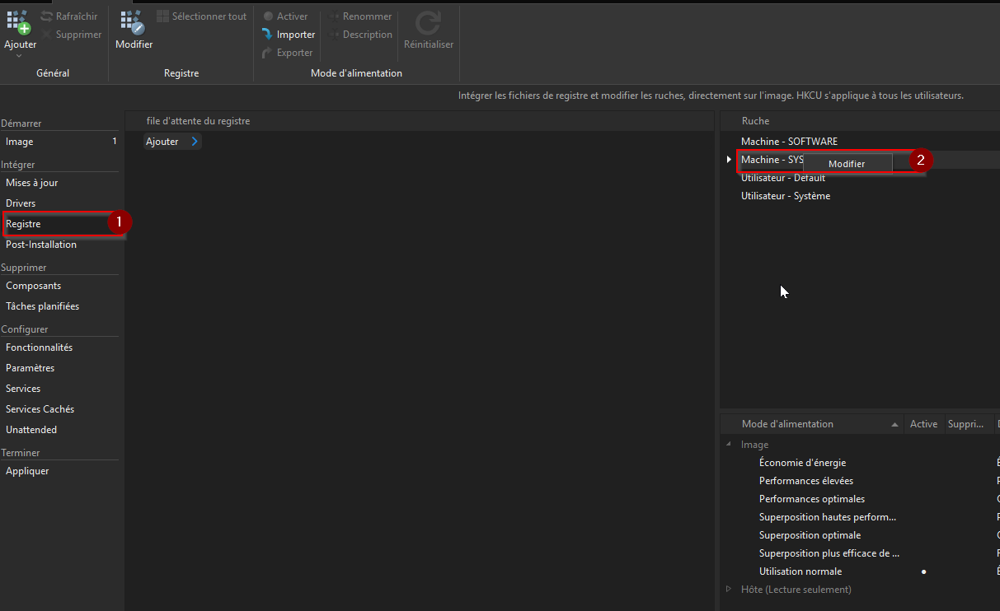 Ajouter
Rafraîchir
Supprimer
Général
Modifier
Sélectionner tout
Registre
Activer
Importer
Exporter
Renommer
Description
Réinitialiser
Mode d'alimentation
Intégrer les fichiers de registre et modifier les ruches, directement sur l'image. HKCU s'applique à tous les utilisateurs.
Démarrer
Image 1
Intégrer
Mises à jour
Drivers
Registre 1
Post-Installation
Supprimer
Composants
Tâches planifiées
Configurer
Fonctionnalités
Paramètres
Services
Services Cachés
Unattended
Terminer
Appliquer
file d'attente du registre
Ajouter
Ruche
Machine - SOFTWARE
Machine - SYS Modifier 2
Utilisateur - Défaut
Utilisateur - Système
Mode d'alimentation Active Suppri...
Image
Économie d'énergie
Performances élevées
Performances optimales
Superposition hautes perform...
Superposition optimale
Superposition plus efficace de ...
Utilisation normale
Hôte (Lecture seulement)